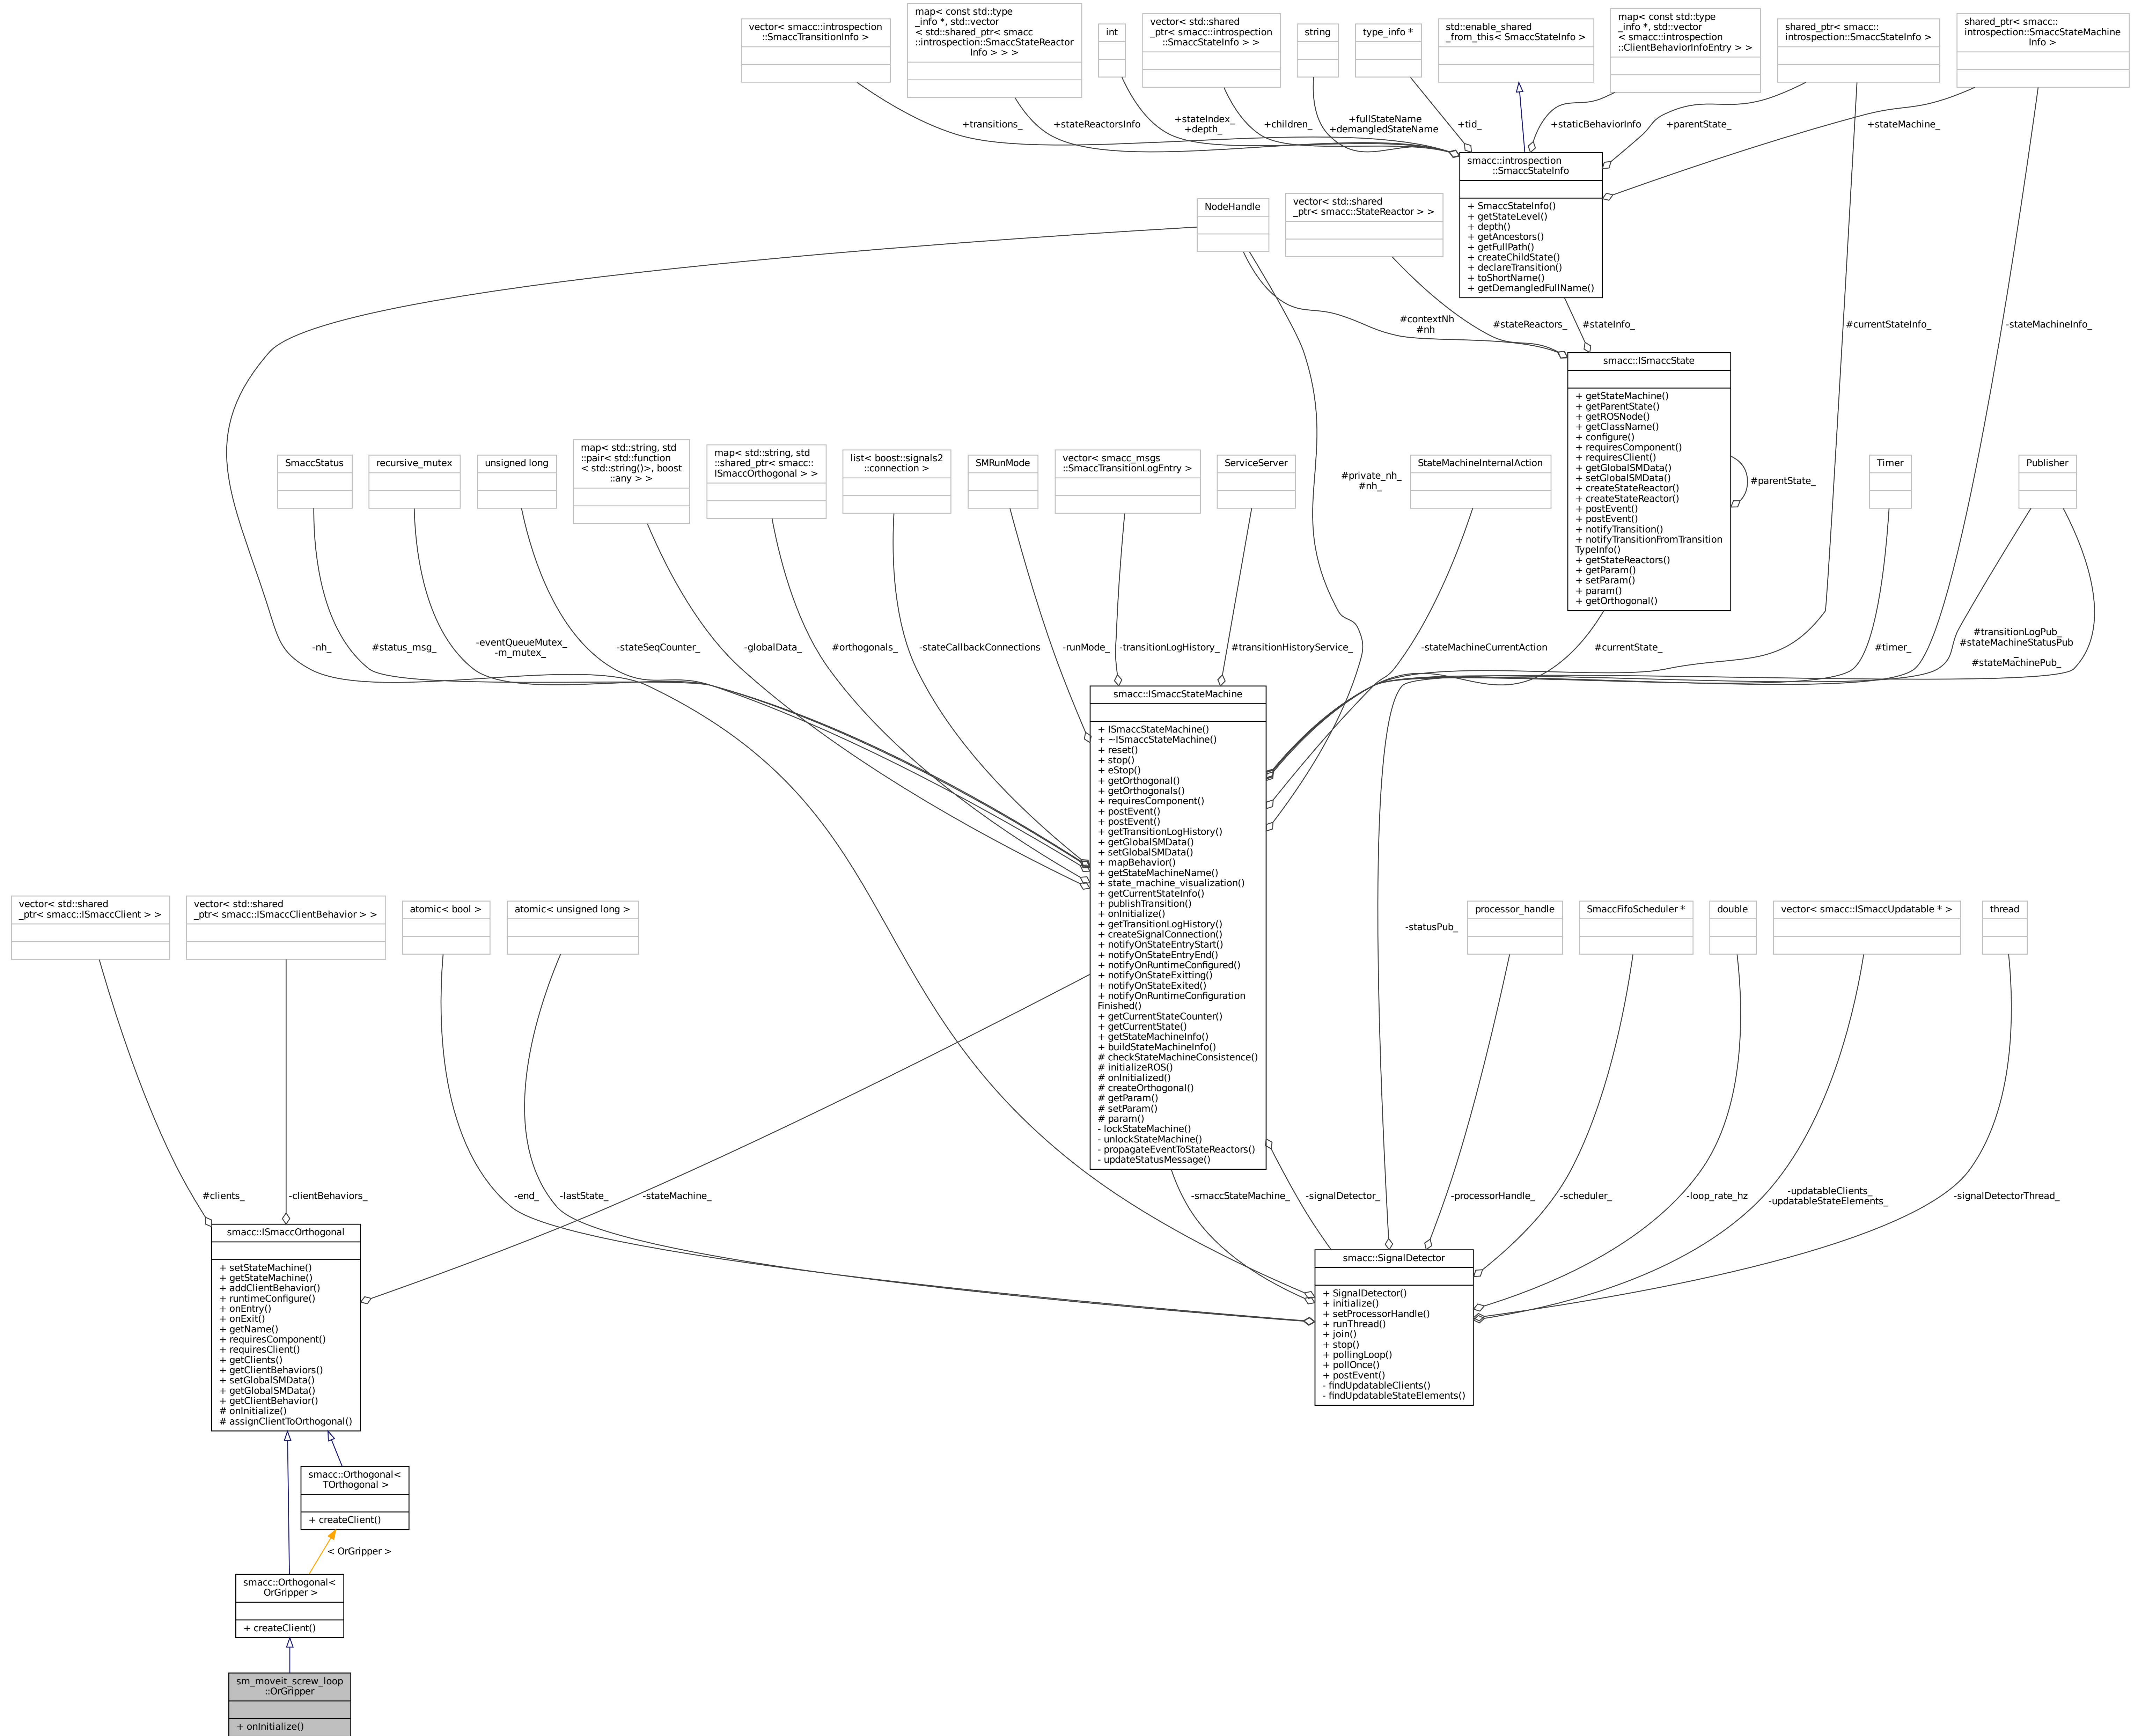 vector< smacc::introspection
::SmaccTransitionInfo >
map< const std::type
_info *, std::vector
< std::shared_ptr< smacc
::introspection::SmaccStateReactor
Info > > >
int
vector< std::shared
_ptr< smacc::introspection
::SmaccStateInfo > >
string
type_info *
std::enable_shared
_from_this< SmaccStateInfo >
map< const std::type
_info *, std::vector
< smacc::introspection
::ClientBehaviorInfoEntry > >
shared_ptr< smacc::
introspection::SmaccStateInfo >
shared_ptr< smacc::
introspection::SmaccStateMachine
Info >
+transitions_
+stateReactorsInfo
+stateIndex_
+depth_
+children_
+fullStateName
+demangledStateName
+tid_
+staticBehaviorInfo
+parentState_
+stateMachine_
smacc::introspection
::SmaccStateInfo
+ SmaccStateInfo()
+ getStateLevel()
+ depth()
+ getAncestors()
+ getFullPath()
+ createChildState()
+ declareTransition()
+ toShortName()
+ getDemangledFullName()
NodeHandle
vector< std::shared
_ptr< smacc::StateReactor > >
#contextNh
#nh
#stateReactors_
#stateInfo_
#currentStateInfo_
-stateMachineInfo_
smacc::ISmaccState
+ getStateMachine()
+ getParentState()
+ getROSNode()
+ getClassName()
+ configure()
+ requiresComponent()
+ requiresClient()
+ getGlobalSMData()
+ setGlobalSMData()
+ createStateReactor()
+ createStateReactor()
+ postEvent()
+ postEvent()
+ notifyTransition()
+ notifyTransitionFromTransition
TypeInfo()
+ getStateReactors()
+ getParam()
+ setParam()
+ param()
+ getOrthogonal()
#parentState_
SmaccStatus
recursive_mutex
unsigned long
map< std::string, std
::pair< std::function
< std::string()>, boost
::any > >
map< std::string, std
::shared_ptr< smacc::
ISmaccOrthogonal > >
list< boost::signals2
::connection >
SMRunMode
vector< smacc_msgs
::SmaccTransitionLogEntry >
ServiceServer
#private_nh_
#nh_
StateMachineInternalAction
Timer
Publisher
-nh_
#status_msg_
-eventQueueMutex_
-m_mutex_
-stateSeqCounter_
-globalData_
#orthogonals_
-stateCallbackConnections
-runMode_
-transitionLogHistory_
#transitionHistoryService_
-stateMachineCurrentAction
#currentState_
#timer_
#transitionLogPub_
#stateMachineStatusPub
_
#stateMachinePub_
smacc::ISmaccStateMachine
+ ISmaccStateMachine()
+ ~ISmaccStateMachine()
+ reset()
+ stop()
+ eStop()
+ getOrthogonal()
+ getOrthogonals()
+ requiresComponent()
+ postEvent()
+ postEvent()
+ getTransitionLogHistory()
+ getGlobalSMData()
+ setGlobalSMData()
+ mapBehavior()
+ getStateMachineName()
+ state_machine_visualization()
+ getCurrentStateInfo()
+ publishTransition()
+ onInitialize()
+ getTransitionLogHistory()
+ createSignalConnection()
+ notifyOnStateEntryStart()
+ notifyOnStateEntryEnd()
+ notifyOnRuntimeConfigured()
+ notifyOnStateExitting()
+ notifyOnStateExited()
+ notifyOnRuntimeConfiguration
Finished()
+ getCurrentStateCounter()
+ getCurrentState()
+ getStateMachineInfo()
+ buildStateMachineInfo()
# checkStateMachineConsistence()
# initializeROS()
# onInitialized()
# createOrthogonal()
# getParam()
# setParam()
# param()
- lockStateMachine()
- unlockStateMachine()
- propagateEventToStateReactors()
- updateStatusMessage()
vector< std::shared
_ptr< smacc::ISmaccClient > >
vector< std::shared
_ptr< smacc::ISmaccClientBehavior > >
atomic< bool >
atomic< unsigned long >
-statusPub_
processor_handle
SmaccFifoScheduler *
double
vector< smacc::ISmaccUpdatable * >
thread
#clients_
-clientBehaviors_
-end_
-lastState_
-stateMachine_
-smaccStateMachine_
-signalDetector_
-processorHandle_
-scheduler_
-loop_rate_hz
-updatableClients_
-updatableStateElements_
-signalDetectorThread_
smacc::ISmaccOrthogonal
+ setStateMachine()
+ getStateMachine()
+ addClientBehavior()
+ runtimeConfigure()
+ onEntry()
+ onExit()
+ getName()
+ requiresComponent()
+ requiresClient()
+ getClients()
+ getClientBehaviors()
+ setGlobalSMData()
+ getGlobalSMData()
+ getClientBehavior()
# onInitialize()
# assignClientToOrthogonal()
smacc::SignalDetector
+ SignalDetector()
+ initialize()
+ setProcessorHandle()
+ runThread()
+ join()
+ stop()
+ pollingLoop()
+ pollOnce()
+ postEvent()
- findUpdatableClients()
- findUpdatableStateElements()
smacc::Orthogonal<
TOrthogonal >
+ createClient()
< OrGripper >
smacc::Orthogonal<
OrGripper >
+ createClient()
sm_moveit_screw_loop
::OrGripper
+ onInitialize()